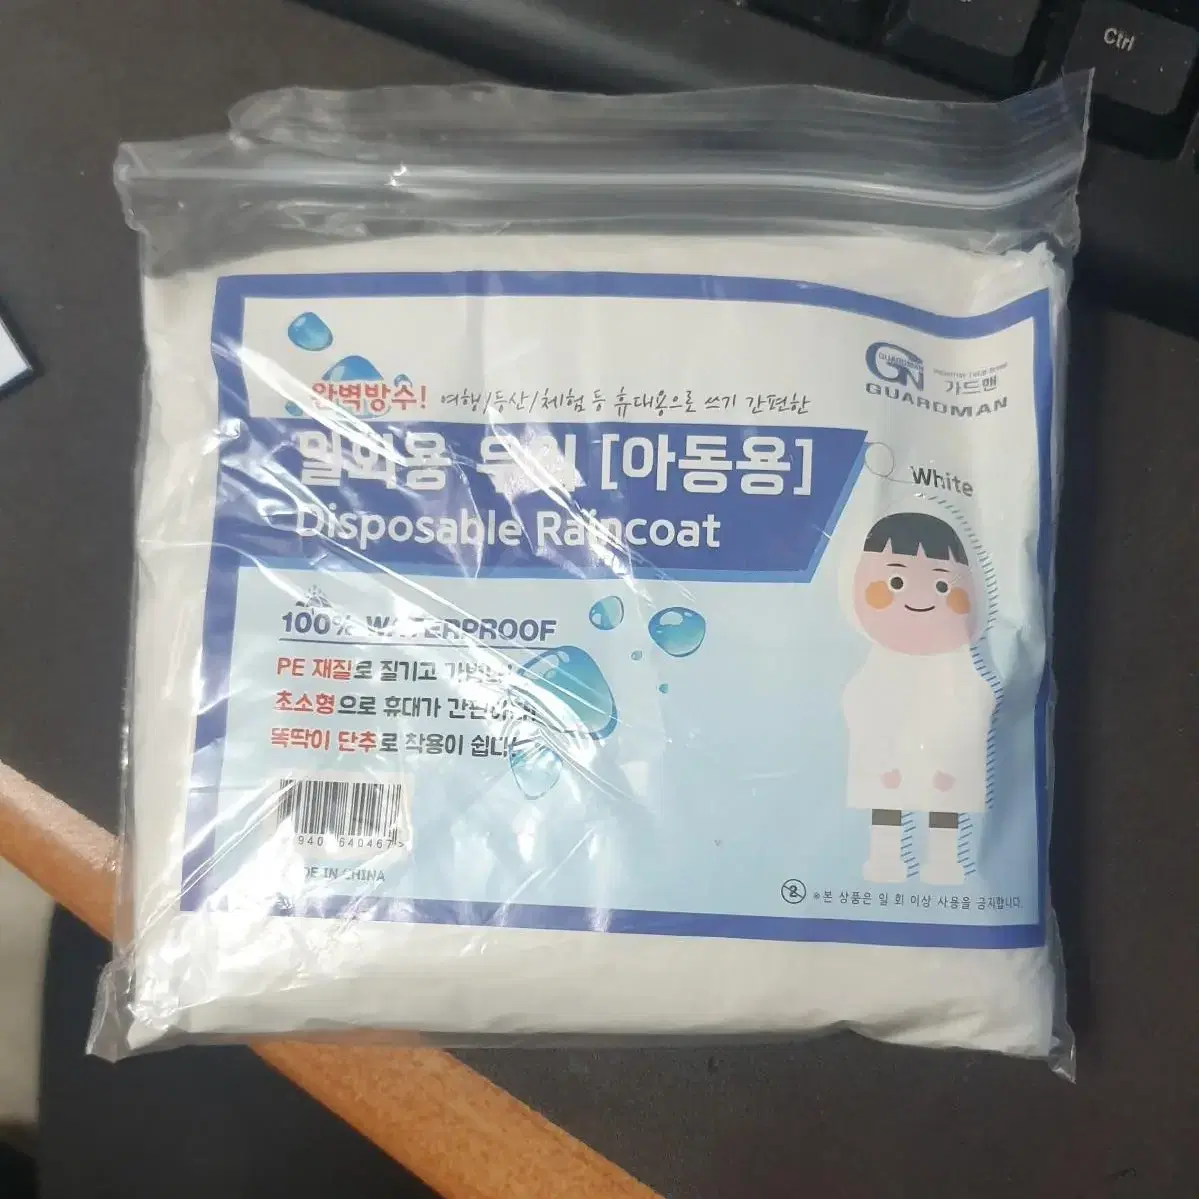 Ctrl
완벽방수! 여행/등산/체험 등 휴대용으로 쓰기 간편한
GUARDMAN
가드맨
GUARDMAN
일회용 우의 [아동용]
Disposable Raincoat
White
100% WATERPROOF
PE 재질로 질기고
초소형으로 휴대가
똑딱이 단추로 착용이 쉽다!
IN CHINA
2
※본 상품은 일 회 이상 사용을 금지합니다.